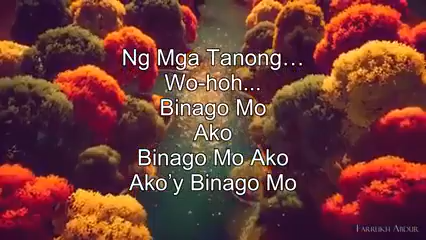 Ng Mga Tanong…
Wo-hoh...
Binago Mo
Ako
Binago Mo Ako
Ako’y Binago Mo
Farrukh Abdur